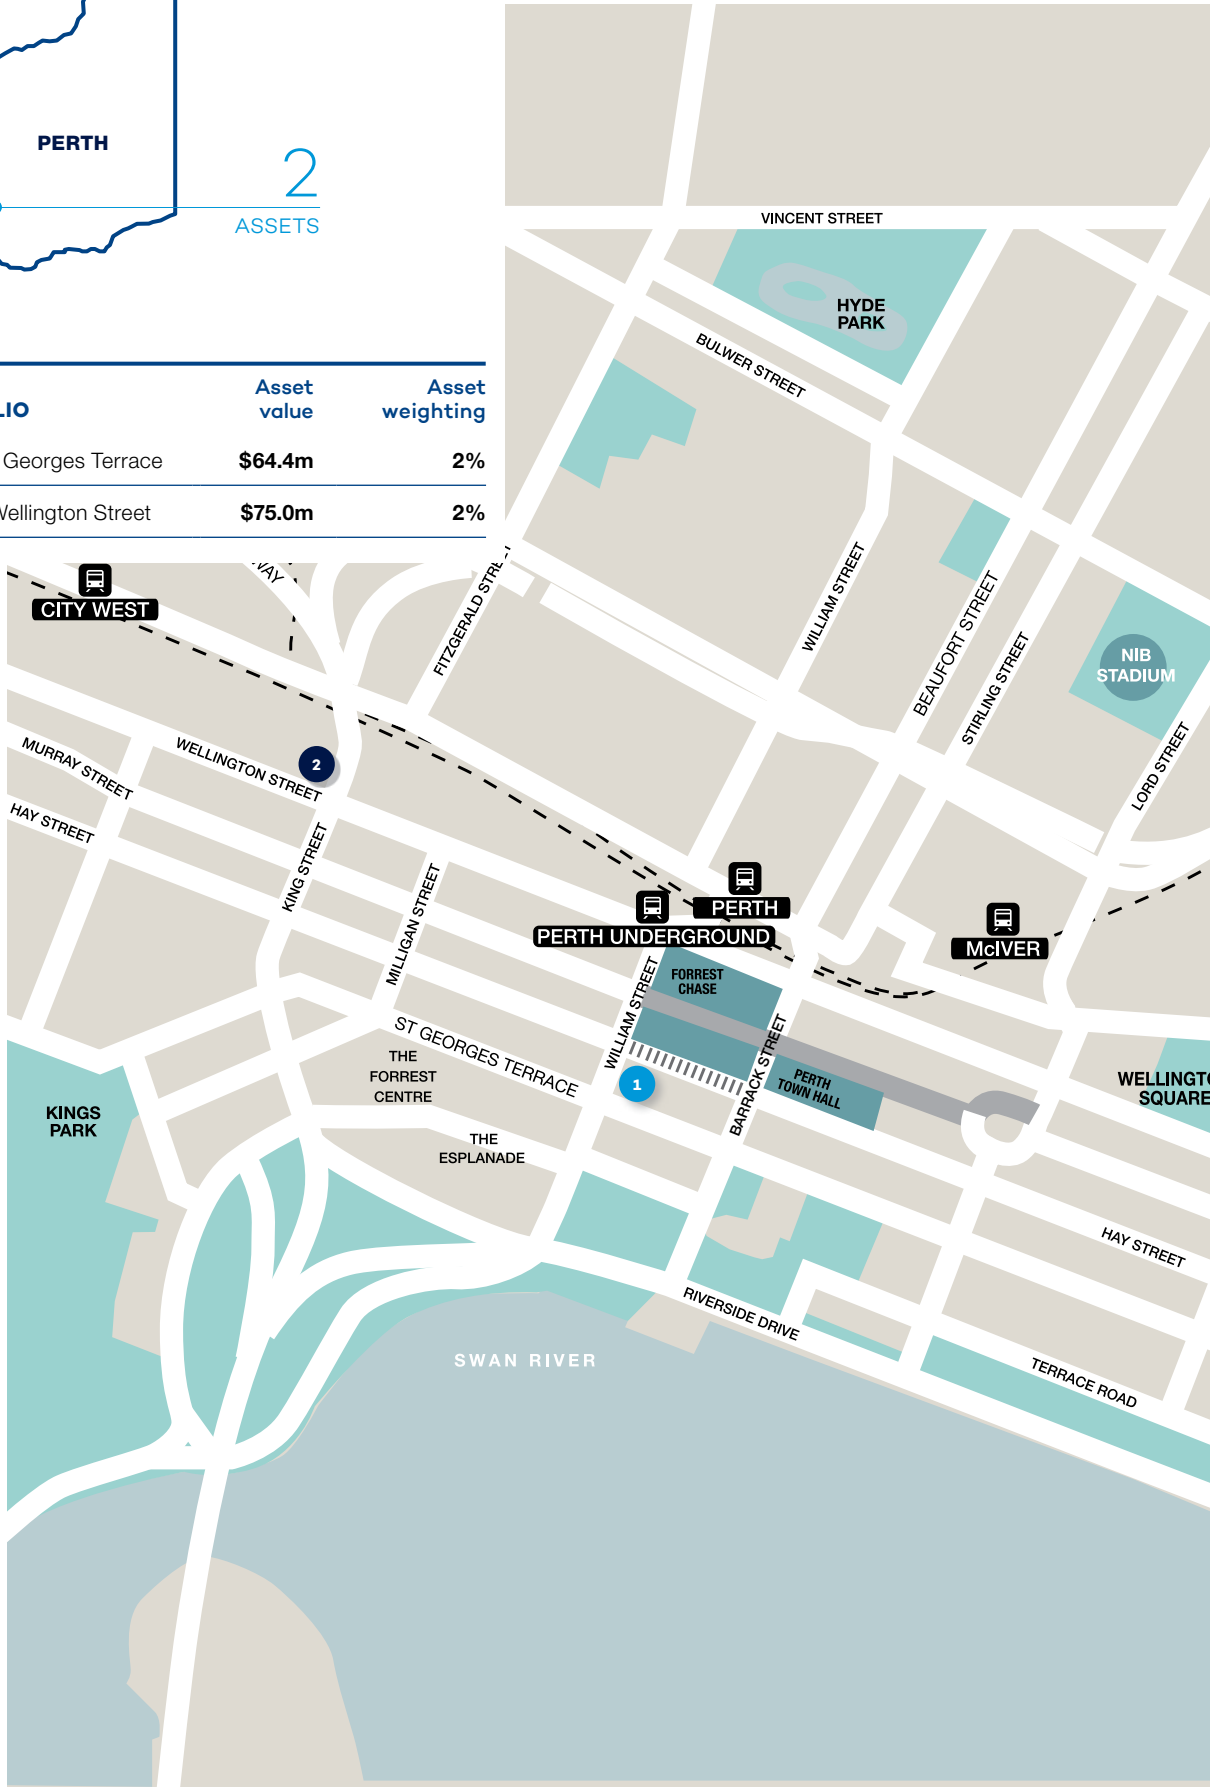 PERTH
2
ASSETS
LIO
Asset value
Asset weighting
Georges Terrace $64.4m 2%
Wellington Street $75.0m 2%
VINCENT STREET
HYDE
PARK
BULWER STREET
WAY
CITY WEST
FITZGERALD STREET
WILLIAM STREET
BEAUFORT STREET
STIRLING STREET
NIB
STADIUM
LORD STREET
WELLINGTON STREET
2
MURRAY STREET
HAY STREET
KING STREET
MILLIGAN STREET
PERTH
PERTH UNDERGROUND
McIVER
FORREST
CHASE
WILLIAM STREET
ST GEORGES TERRACE
THE
FORREST
CENTRE
1
BARRACK STREET
PERTH
TOWN HALL
WELLINGTO
SQUARE
KINGS
PARK
THE
ESPLANADE
HAY STREET
RIVERSIDE DRIVE
SWAN RIVER
TERRACE ROAD